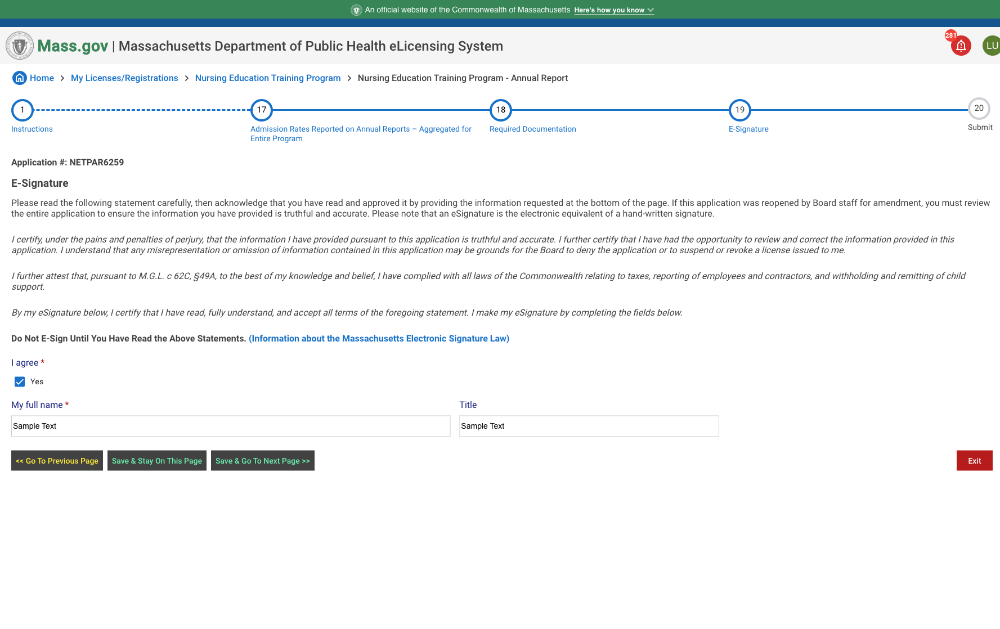 An official website of the Commonwealth of Massachusetts Here's how you know
Mass.gov | Massachusetts Department of Public Health eLicensing System
281
LU
Home > My Licenses/Registrations > Nursing Education Training Program > Nursing Education Training Program - Annual Report
1
17
18
19
20
Instructions
Admission Rates Reported on Annual Reports – Aggregated for
Entire Program
Required Documentation
E-Signature
Submit
Application #: NETPAR6259
E-Signature
Please read the following statement carefully, then acknowledge that you have read and approved it by providing the information requested at the bottom of the page. If this application was reopened by Board staff for amendment, you must review
the entire application to ensure the information you have provided is truthful and accurate. Please note that an eSignature is the electronic equivalent of a hand-written signature.
I certify, under the pains and penalties of perjury, that the information I have provided pursuant to this application is truthful and accurate. I further certify that I have had the opportunity to review and correct the information provided in this
application. I understand that any misrepresentation or omission of information contained in this application may be grounds for the Board to deny the application or to suspend or revoke a license issued to me.
I further attest that, pursuant to M.G.L. c 62C, §49A, to the best of my knowledge and belief, I have complied with all laws of the Commonwealth relating to taxes, reporting of employees and contractors, and withholding and remitting of child
support.
By my eSignature below, I certify that I have read, fully understand, and accept all terms of the foregoing statement. I make my eSignature by completing the fields below.
Do Not E-Sign Until You Have Read the Above Statements. (Information about the Massachusetts Electronic Signature Law)
I agree *
Yes
My full name *
Title
Sample Text
Sample Text
<< Go To Previous Page
Save & Stay On This Page
Save & Go To Next Page >>
Exit